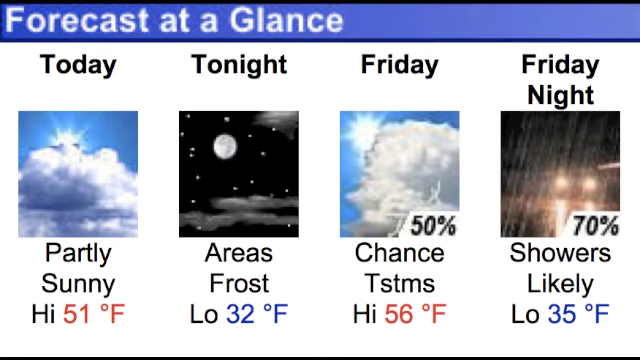 Forecast at a Glance
Today
Partly
Sunny
Hi 51 °F
Tonight
Areas
Frost
Lo 32 °F
Friday
50%
Chance
Tstms
Hi 56 °F
Friday
Night
70%
Showers
Likely
Lo 35 °F